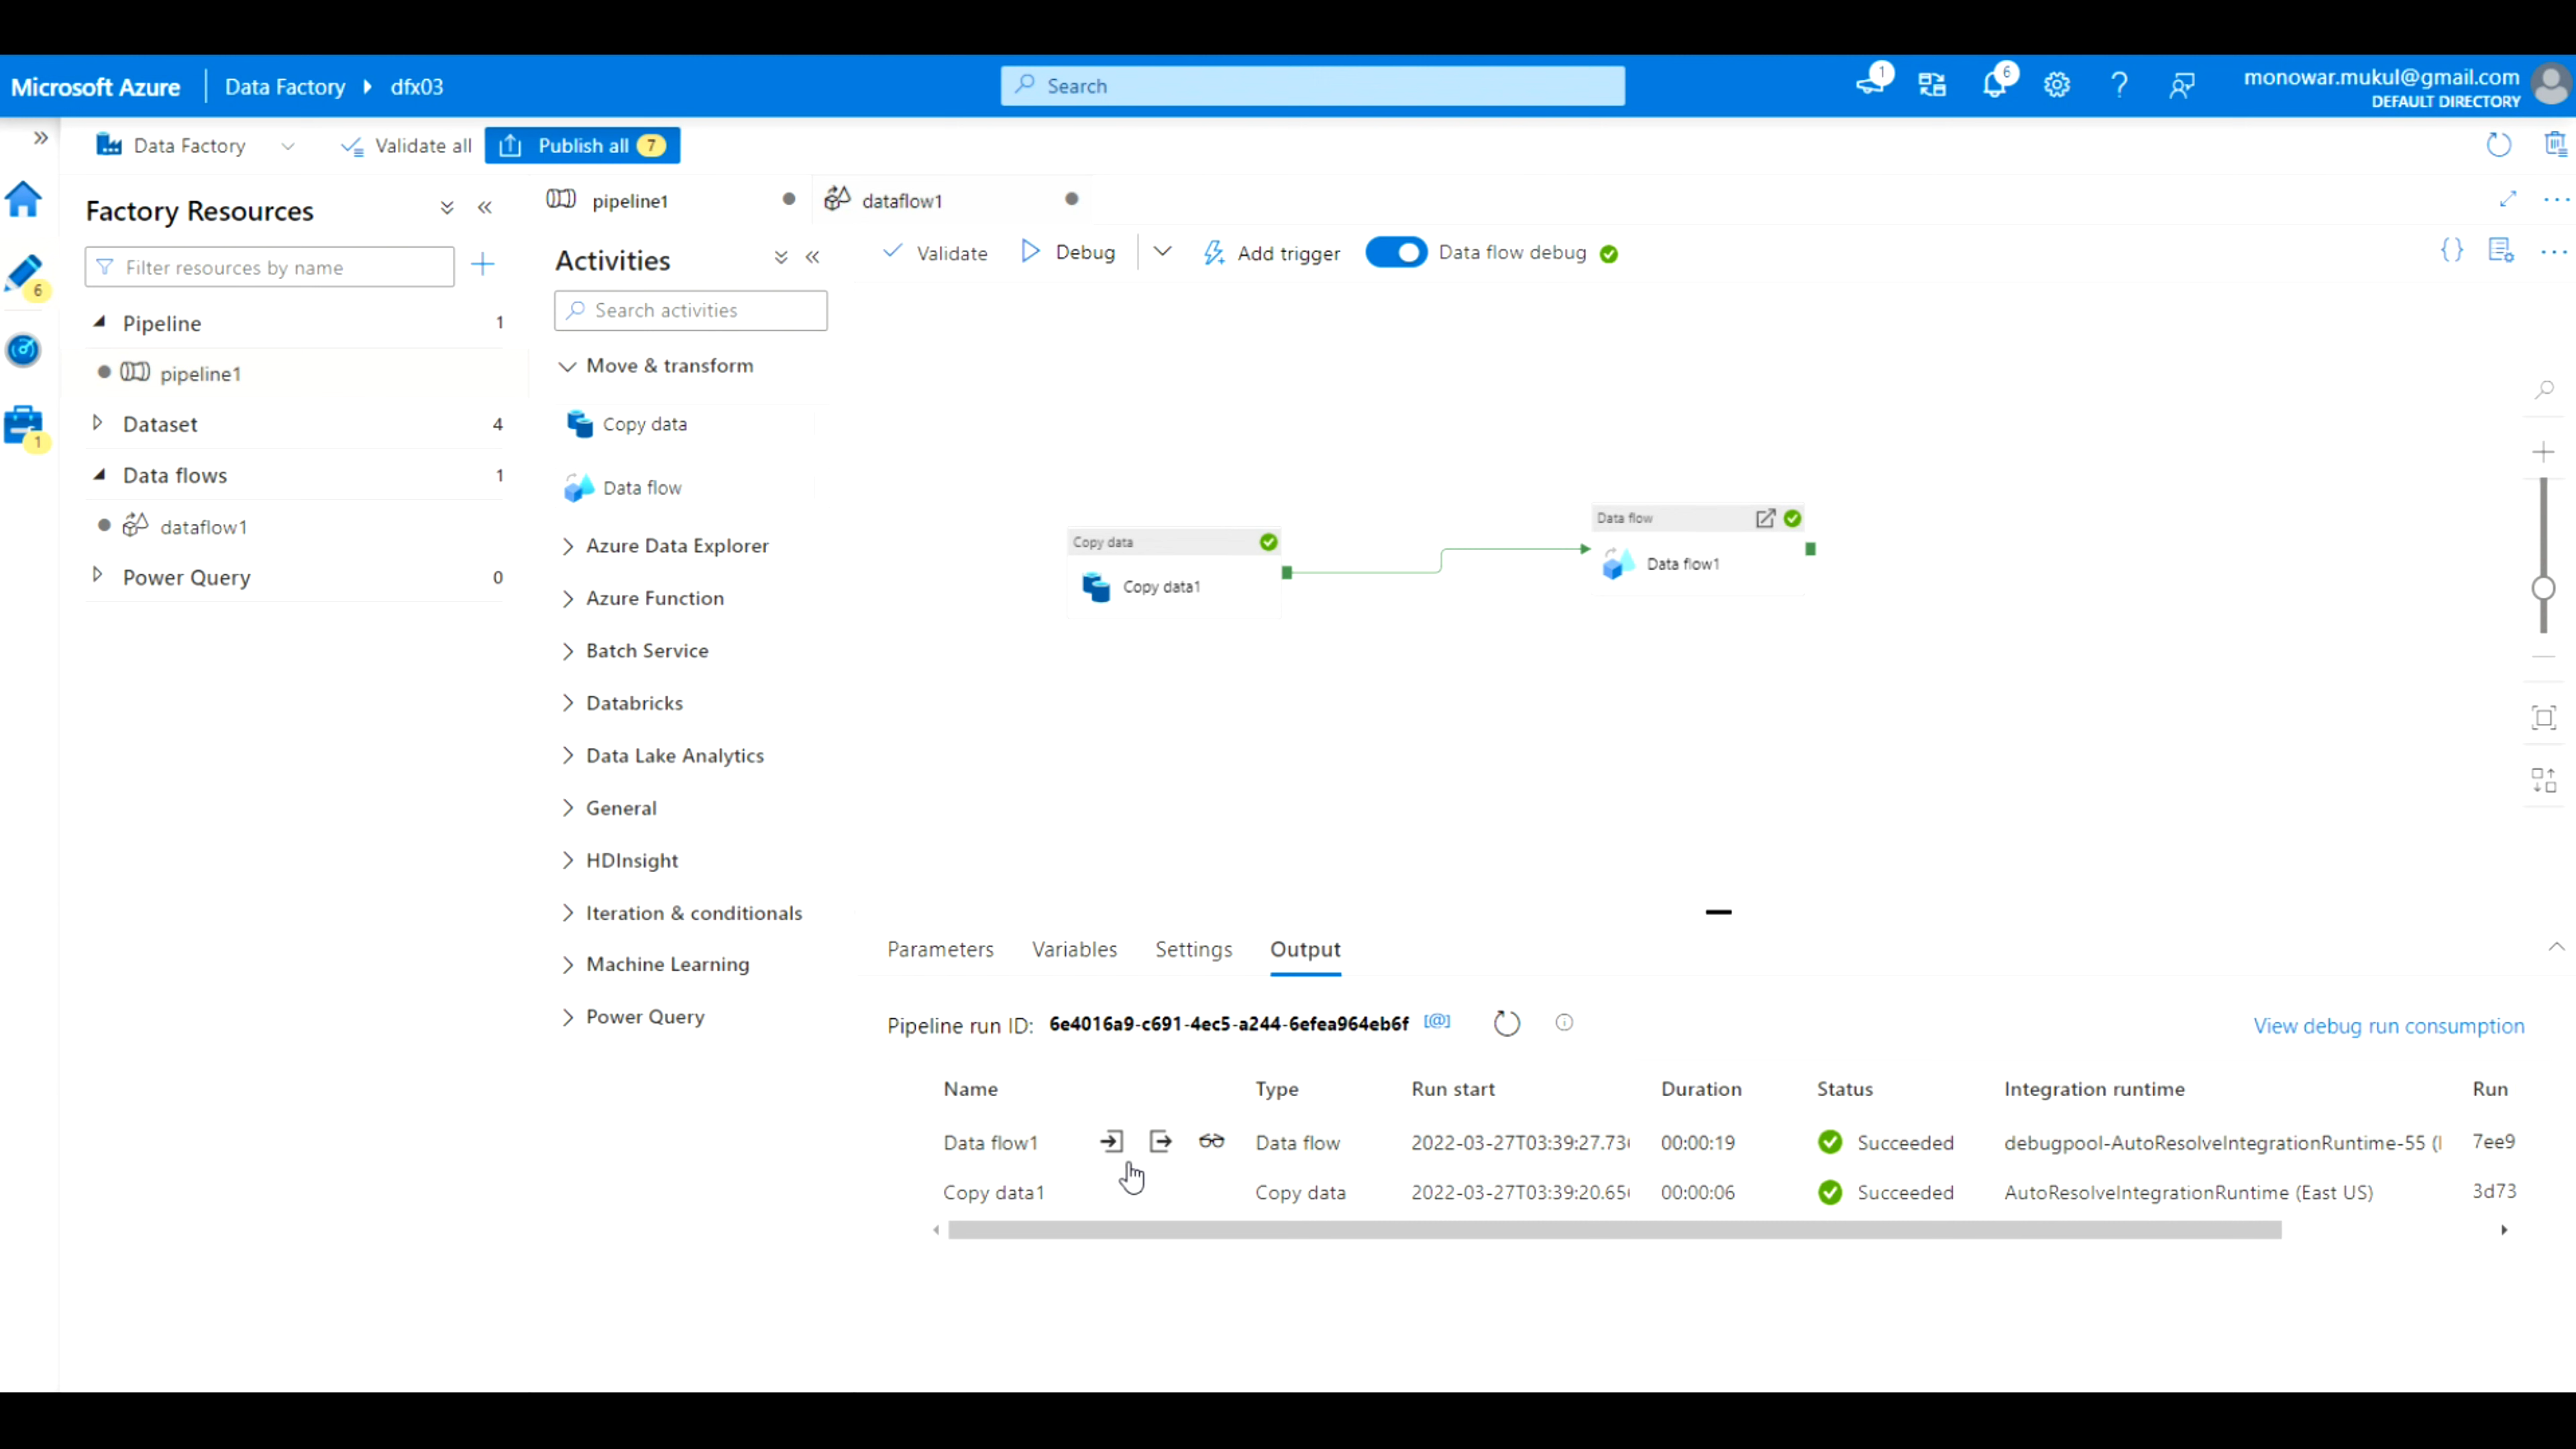 Microsoft Azure Data Factory dfx03 Search 1 6 monowar.mukul@gmail.com
DEFAULT DIRECTORY
Data Factory Validate all Publish all 7
Factory Resources
Filter resources by name
6
Pipeline 1
pipeline1
Dataset 4
1
Data flows 1
dataflow1
Power Query 0
pipeline1 dataflow1
Activities
Search activities
Move & transform
Copy data
Data flow
Azure Data Explorer
Azure Function
Batch Service
Databricks
Data Lake Analytics
General
HDInsight
Iteration & conditionals
Machine Learning
Power Query
Validate Debug Add trigger Data flow debug {}
Copy data
Copy data1
Data flow
Data flow1
Parameters Variables Settings Output
Pipeline run ID: 6e4016a9-c691-4ec5-a244-6efea964eb6f [@] View debug run consumption
Name Type Run start Duration Status Integration runtime Run
Data flow1 Data flow 2022-03-27T03:39:27.73 00:00:19 Succeeded debugpool-AutoResolveIntegrationRuntime-55 ( 7ee9
Copy data1 Copy data 2022-03-27T03:39:20.65 00:00:06 Succeeded AutoResolveIntegrationRuntime (East US) 3d73